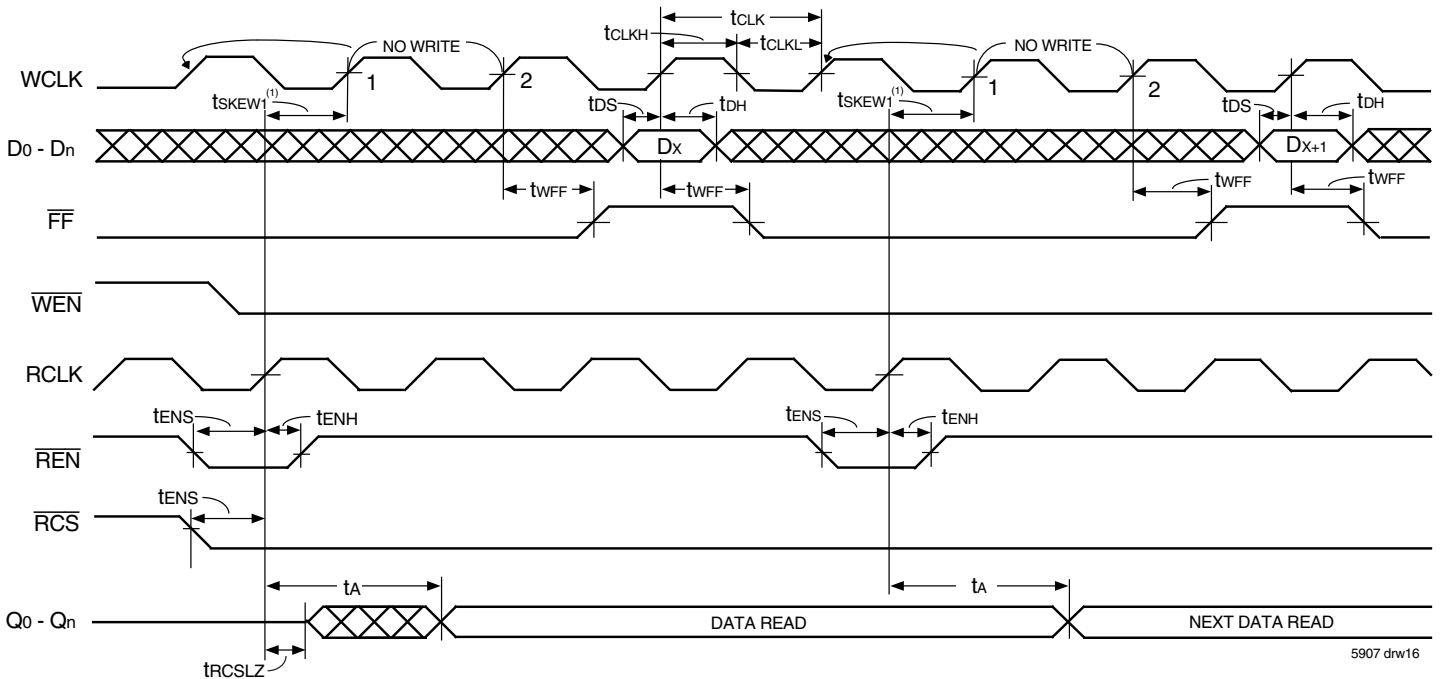 tCLK
tCLKH
tCLKL
NO WRITE
NO WRITE
WCLK
1
2
1
2
tSKEW1(1)
tDS
tDH
tSKEW1(1)
tDS
tDH
D0 - Dn
DX
DX+1
tWFF
tWFF
tWFF
tWFF
FF
WEN
RCLK
tENS
tENH
tENS
tENH
REN
tENS
RCS
tA
tA
Q0 - Qn
DATA READ
NEXT DATA READ
tRCSLZ
5907 drw16